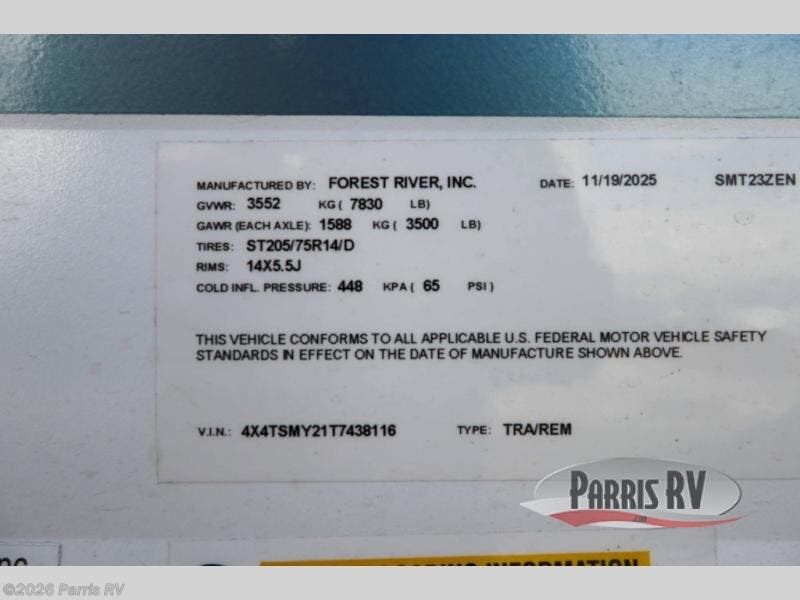 MANUFACTURED BY: FOREST RIVER, INC. DATE: 11/19/2025 SMT23ZEN
GVWR: 3552 KG ( 7830 LB)
GAWR (EACH AXLE): 1588 KG ( 3500 LB)
TIRES: ST205/75R14/D
RIMS: 14X5.5J
COLD INFL. PRESSURE: 448 KPA ( 65 PSI )
THIS VEHICLE CONFORMS TO ALL APPLICABLE U.S. FEDERAL MOTOR VEHICLE SAFETY
STANDARDS IN EFFECT ON THE DATE OF MANUFACTURE SHOWN ABOVE.
V.I.N.: 4X4TSMY21T7438116 TYPE: TRA/REM
PARRIS RV
INFORMATION
©2026 Parris RV